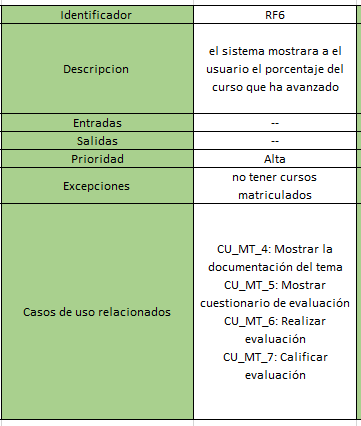 Identificador RF6
Descripcion
el sistema mostrara a el
usuario el porcentaje del
curso que ha avanzado
Entradas --
Salidas --
Prioridad Alta
Excepciones
no tener cursos
matriculados
Casos de uso relacionados
CU_MT_4: Mostrar la
documentación del tema
CU_MT_5: Mostrar
cuestionario de evaluación
CU_MT_6: Realizar
evaluación
CU_MT_7: Calificar
evaluación